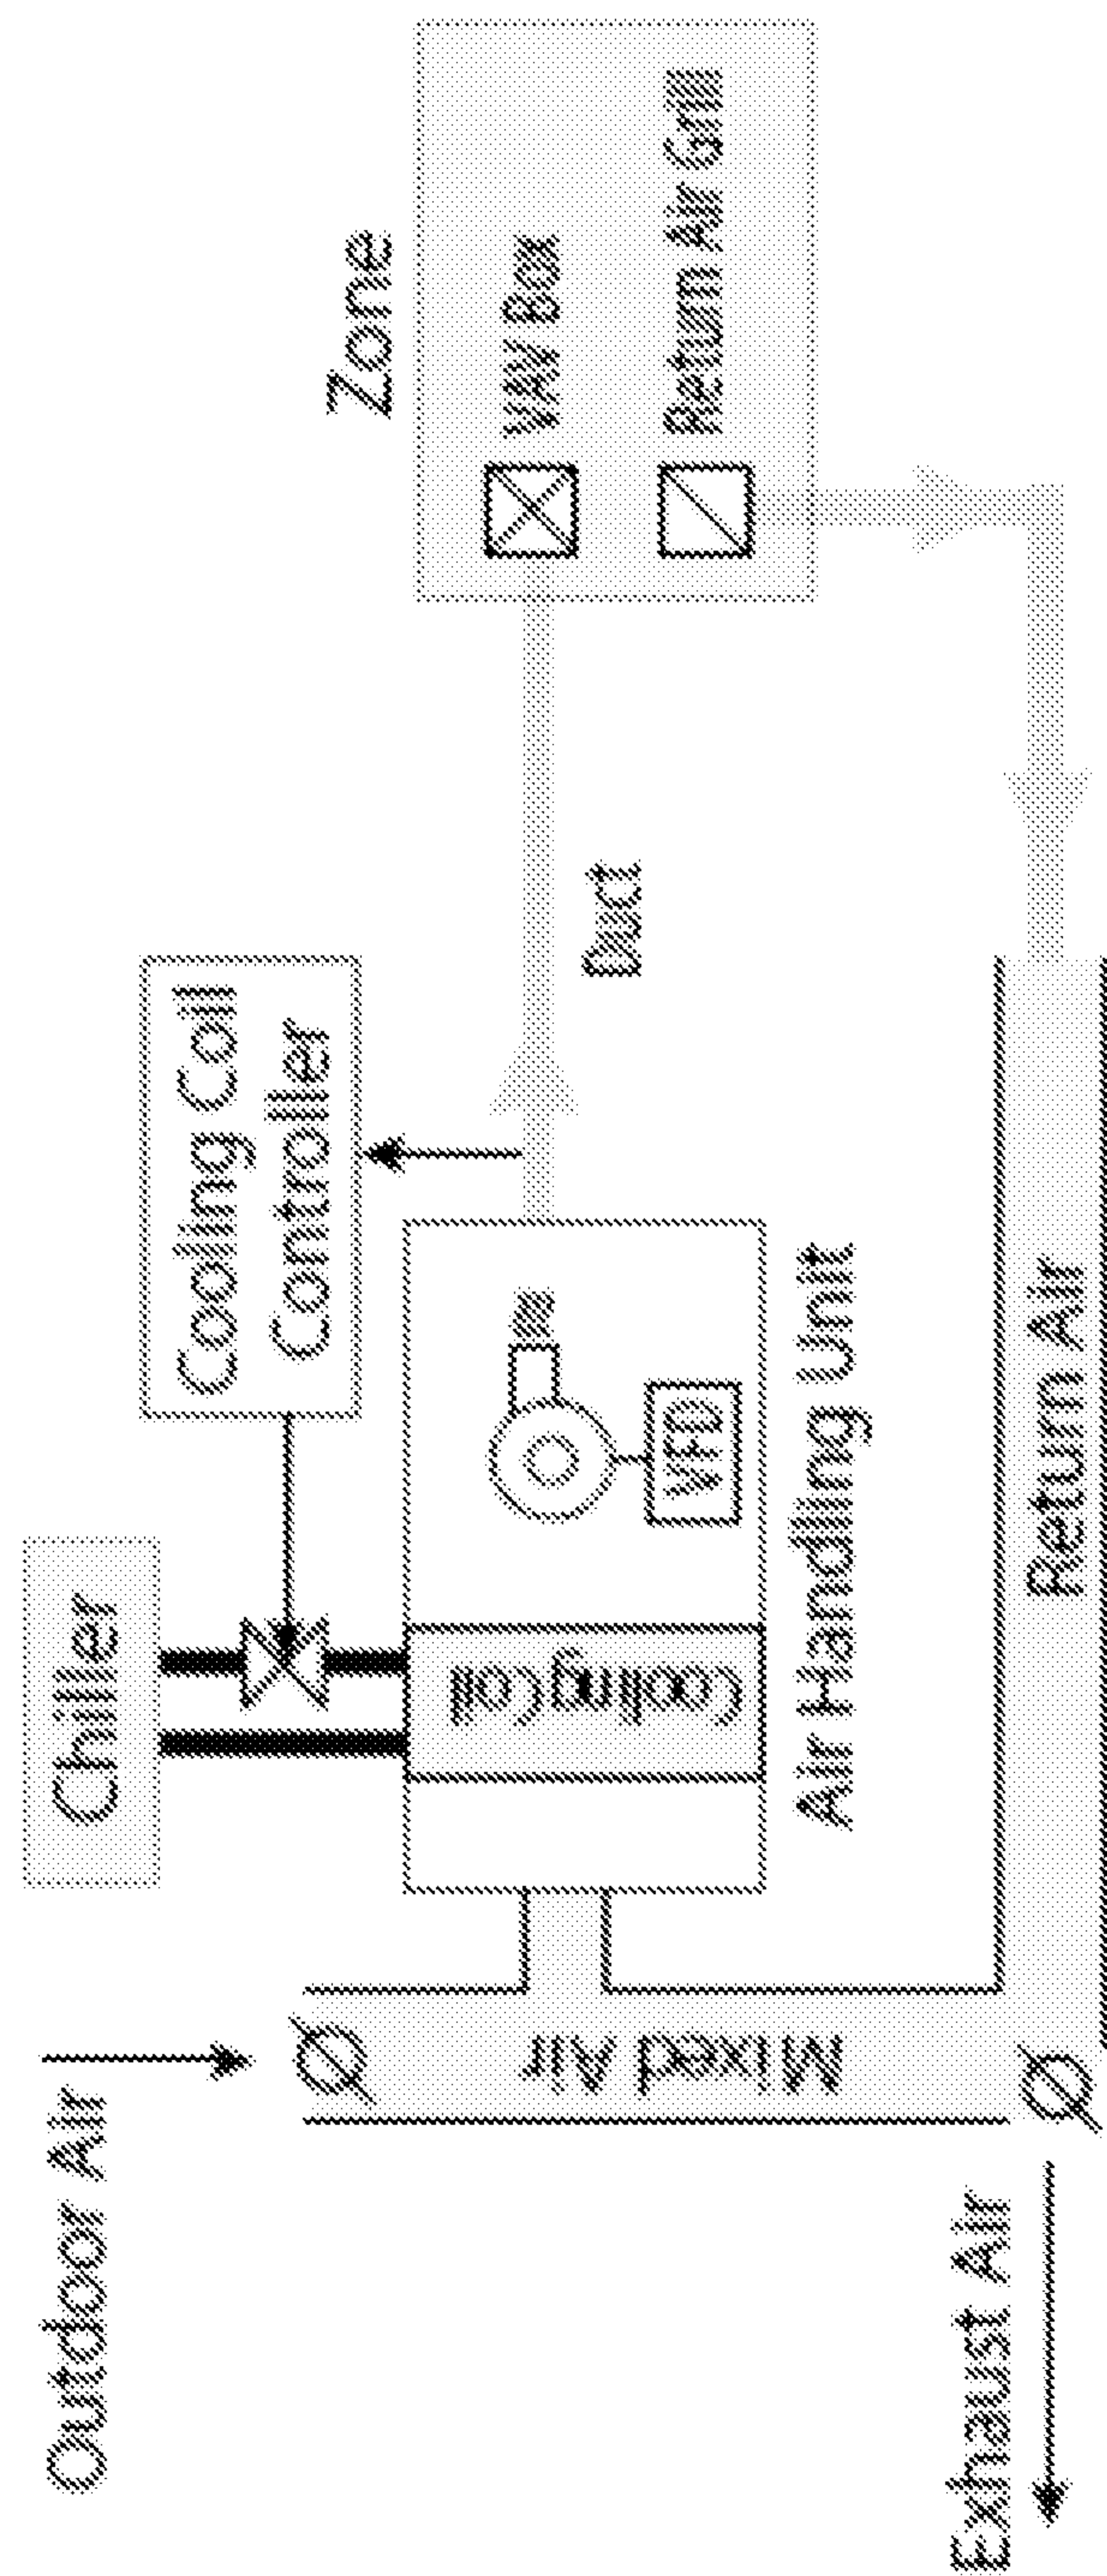 Outdoor Air
Chiller
Cooling Coil
Controller
Zone
VAV Box
Return Air Grill
Duct
Cooling Coil
VFD
Air Handling Unit
Mixed Air
Return Air
Exhaust Air